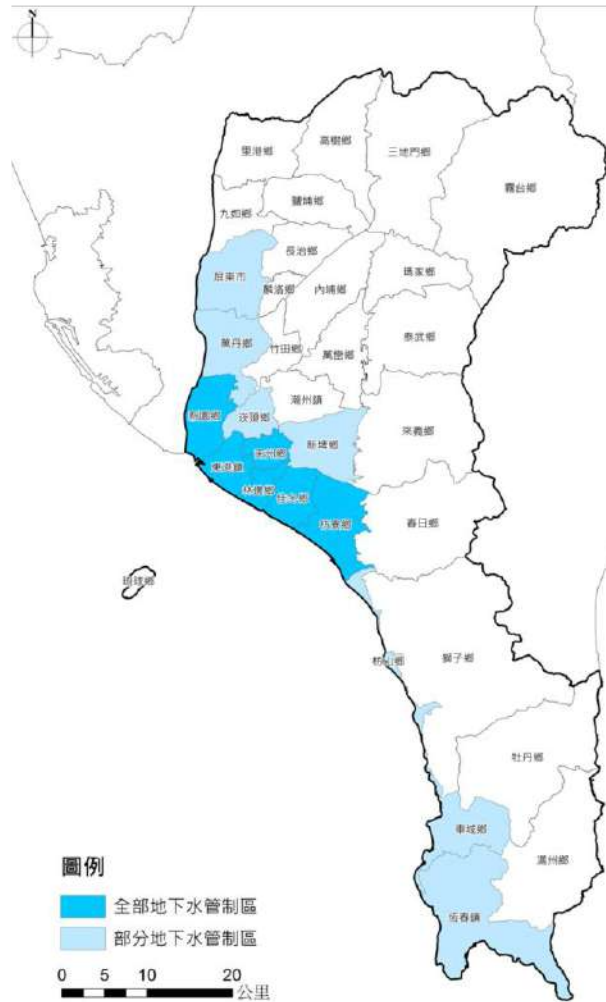 N
高樹鄉
里港鄉
三地門鄉
霧台鄉
鹽埔鄉
九如鄉
長治鄉
瑪家鄉
屏東市
麟洛鄉
內埔鄉
泰武鄉
萬丹鄉
竹田鄉
萬巒鄉
潮州鎮
新園鄉
崁頂鄉
來義鄉
新埤鄉
南州鄉
東港鎮
林邊鄉
佳冬鄉
枋寮鄉
春日鄉
琉球鄉
獅子鄉
枋山鄉
牡丹鄉
車城鄉
滿州鄉
恆春鎮
圖例
全部地下水管制區
部分地下水管制區
0 5 10 20
公里